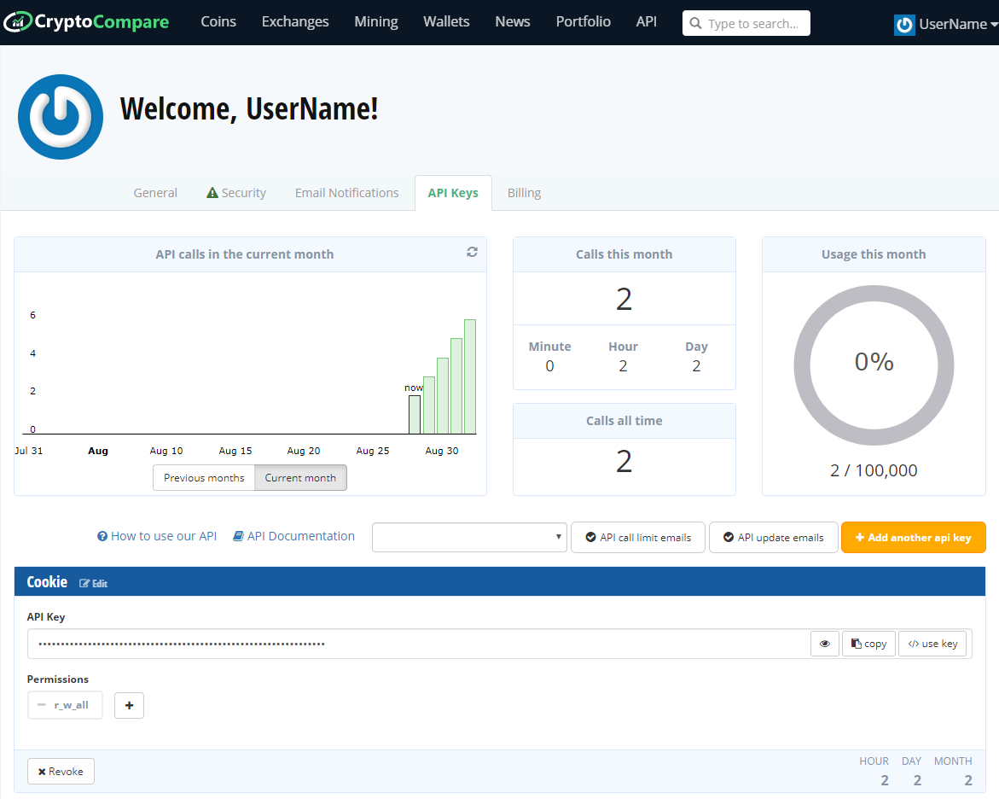 CryptoCompare Coins Exchanges Mining Wallets News Portfolio API Type to search... UserName
Welcome, UserName!
General Security Email Notifications API Keys Billing
API calls in the current month
6
4
2
0
now
Jul 31 Aug Aug 10 Aug 15 Aug 20 Aug 25 Aug 30
Previous months Current month
Calls this month
2
Minute Hour Day
0 2 2
Calls all time
2
Usage this month
0%
2 / 100,000
How to use our API API Documentation API call limit emails API update emails Add another api key
Cookie Edit
API Key
•••••••••••••••••••••••••••••••••••••••••••••••••••••••••••••••• copy </> use key
Permissions
r_w_all
Revoke
HOUR DAY MONTH
2 2 2